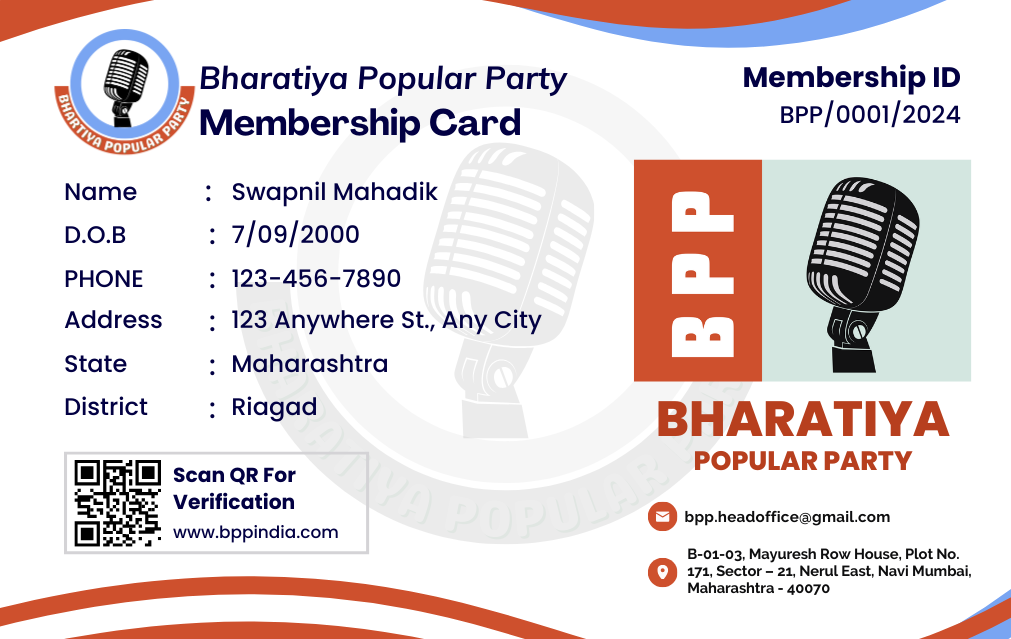 BHARTIYA POPULAR PARTY
Bharatiya Popular Party
Membership Card
Membership ID
BPP/0001/2024
Name : Swapnil Mahadik
D.O.B : 7/09/2000
PHONE : 123-456-7890
Address : 123 Anywhere St., Any City
State : Maharashtra
District : Riagad
Scan QR For
Verification
www.bppindia.com
BPP
BHARATIYA
POPULAR PARTY
bpp.headoffice@gmail.com
B-01-03, Mayuresh Row House, Plot No.
171, Sector – 21, Nerul East, Navi Mumbai,
Maharashtra - 40070